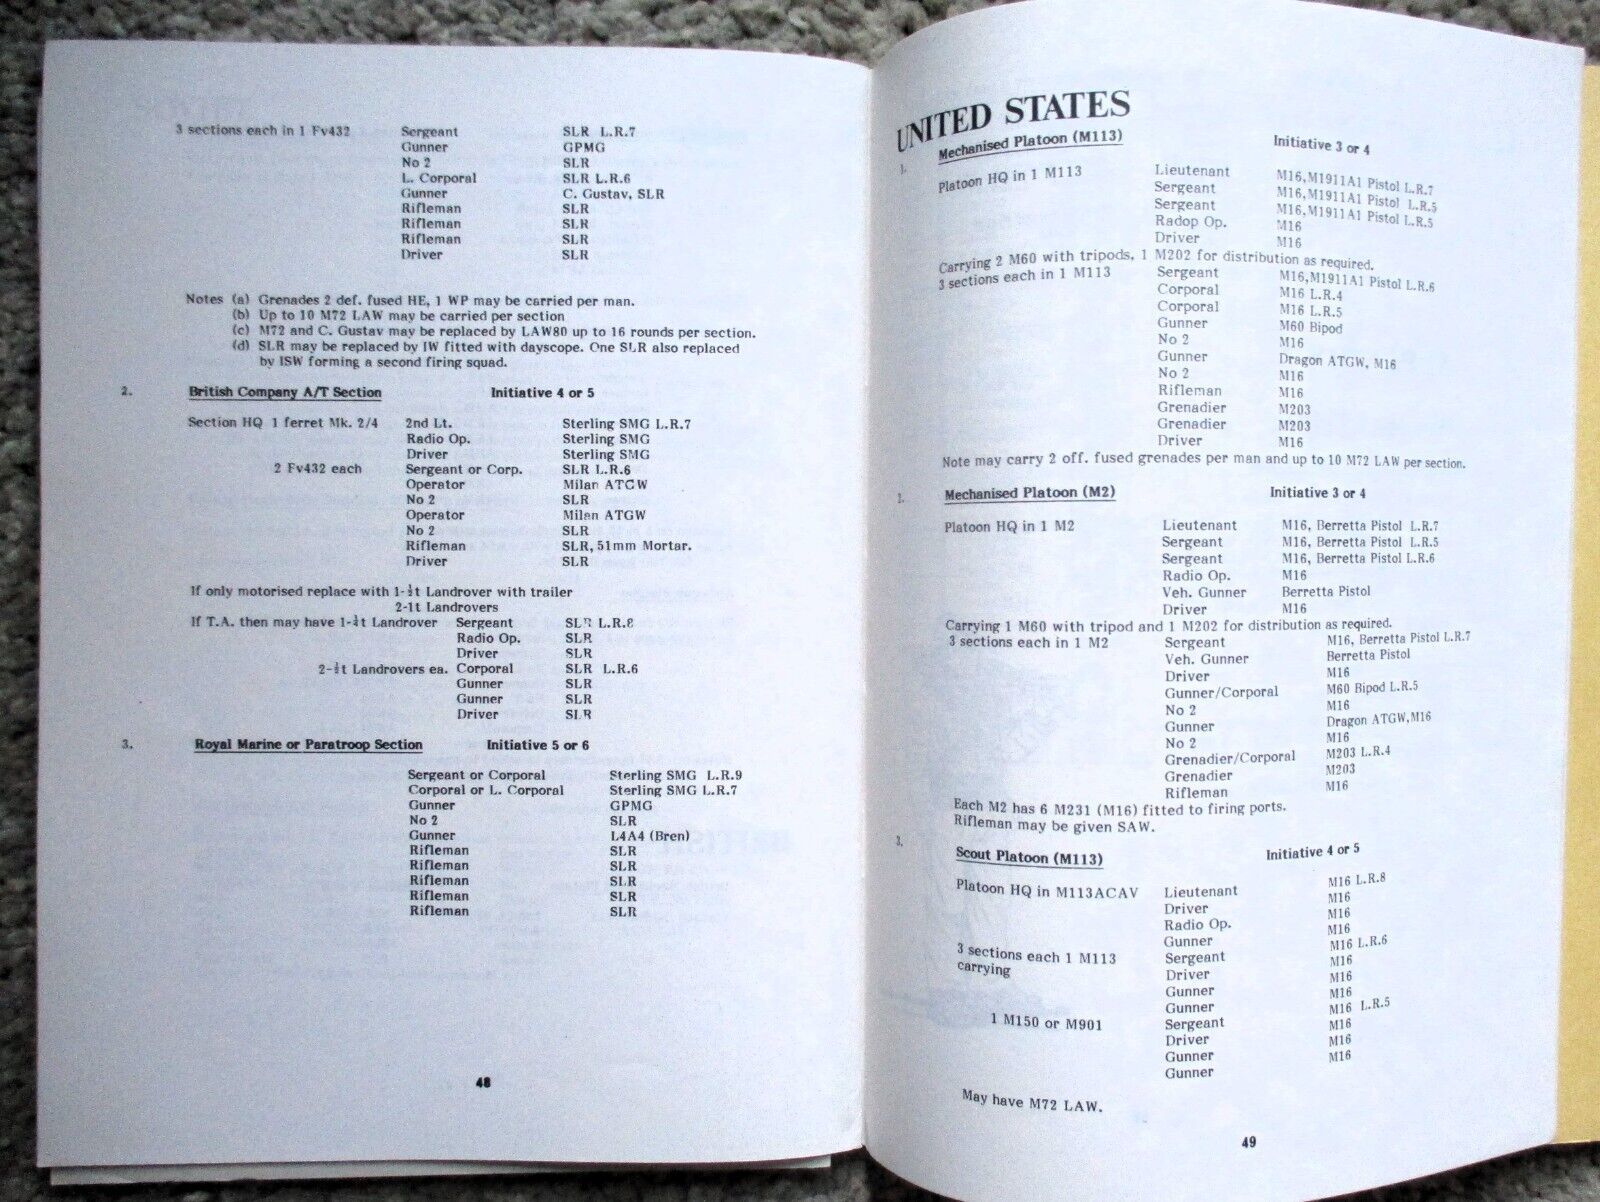 3 sections each in 1 Fv432 Sergeant SLR L.R.7
Gunner GPMG
No 2 SLR
L. Corporal SLR L.R.6
Gunner C. Gustav, SLR
Rifleman SLR
Rifleman SLR
Rifleman SLR
Driver SLR
Notes (a) Grenades 2 def. fused HE, 1 WP may be carried per man.
(b) Up to 10 M72 LAW may be carried per section
(c) M72 and C. Gustav may be replaced by LAW80 up to 16 rounds per section.
(d) SLR may be replaced by IW fitted with dayscope. One SLR also replaced
by ISW forming a second firing squad.
2. British Company A/T Section Initiative 4 or 5
Section HQ 1 ferret Mk. 2/4 2nd Lt. Sterling SMG L.R.7
Radio Op. Sterling SMG
Driver Sterling SMG
2 Fv432 each Sergeant or Corp. SLR L.R.6
Operator Milan ATGW
No 2 SLR
Operator Milan ATGW
No 2 SLR
Rifleman SLR, 51mm Mortar.
Driver SLR
If only motorised replace with 1-½t Landrover with trailer
2-1t Landrovers
If T.A. then may have 1-¾t Landrover Sergeant SLR L.R.8
Radio Op. SLR
Driver SLR
2-¾t Landrovers ea. Corporal SLR L.R.6
Gunner SLR
Gunner SLR
Driver SLR
3. Royal Marine or Paratroop Section Initiative 5 or 6
Sergeant or Corporal Sterling SMG L.R.9
Corporal or L. Corporal Sterling SMG L.R.7
Gunner GPMG
No 2 SLR
Gunner L4A4 (Bren)
Rifleman SLR
Rifleman SLR
Rifleman SLR
Rifleman SLR
Rifleman SLR
48
UNITED STATES
1. Mechanised Platoon (M113) Initiative 3 or 4
Platoon HQ in 1 M113 Lieutenant M16,M1911A1 Pistol L.R.7
Sergeant M16,M1911A1 Pistol L.R.5
Sergeant M16,M1911A1 Pistol L.R.5
Radop Op. M16
Driver M16
Carrying 2 M60 with tripods, 1 M202 for distribution as required.
3 sections each in 1 M113 Sergeant M16,M1911A1 Pistol L.R.6
Corporal M16 L.R.4
Corporal M16 L.R.5
Gunner M60 Bipod
No 2 M16
Gunner Dragon ATGW, M16
No 2 M16
Rifleman M16
Grenadier M203
Grenadier M203
Driver M16
Note may carry 2 off. fused grenades per man and up to 10 M72 LAW per section.
2. Mechanised Platoon (M2) Initiative 3 or 4
Platoon HQ in 1 M2 Lieutenant M16, Berretta Pistol L.R.7
Sergeant M16, Berretta Pistol L.R.5
Sergeant M16, Berretta Pistol L.R.6
Radio Op. M16
Veh. Gunner Berretta Pistol
Driver M16
Carrying 1 M60 with tripod and 1 M202 for distribution as required.
3 sections each in 1 M2 Sergeant M16, Berretta Pistol L.R.7
Veh. Gunner Berretta Pistol
Driver M16
Gunner/Corporal M60 Bipod L.R.5
No 2 M16
Gunner Dragon ATGW,M16
No 2 M16
Grenadier/Corporal M203 L.R.4
Grenadier M203
Rifleman M16
Each M2 has 6 M231 (M16) fitted to firing ports.
Rifleman may be given SAW.
3. Scout Platoon (M113) Initiative 4 or 5
Platoon HQ in M113ACAV Lieutenant M16 L.R.8
Driver M16
Radio Op. M16
Gunner M16
3 sections each 1 M113 Sergeant M16 L.R.6
carrying Driver M16
Gunner M16
Gunner M16
1 M150 or M901 Sergeant M16 L.R.5
Driver M16
Gunner M16
Gunner M16
May have M72 LAW.
49